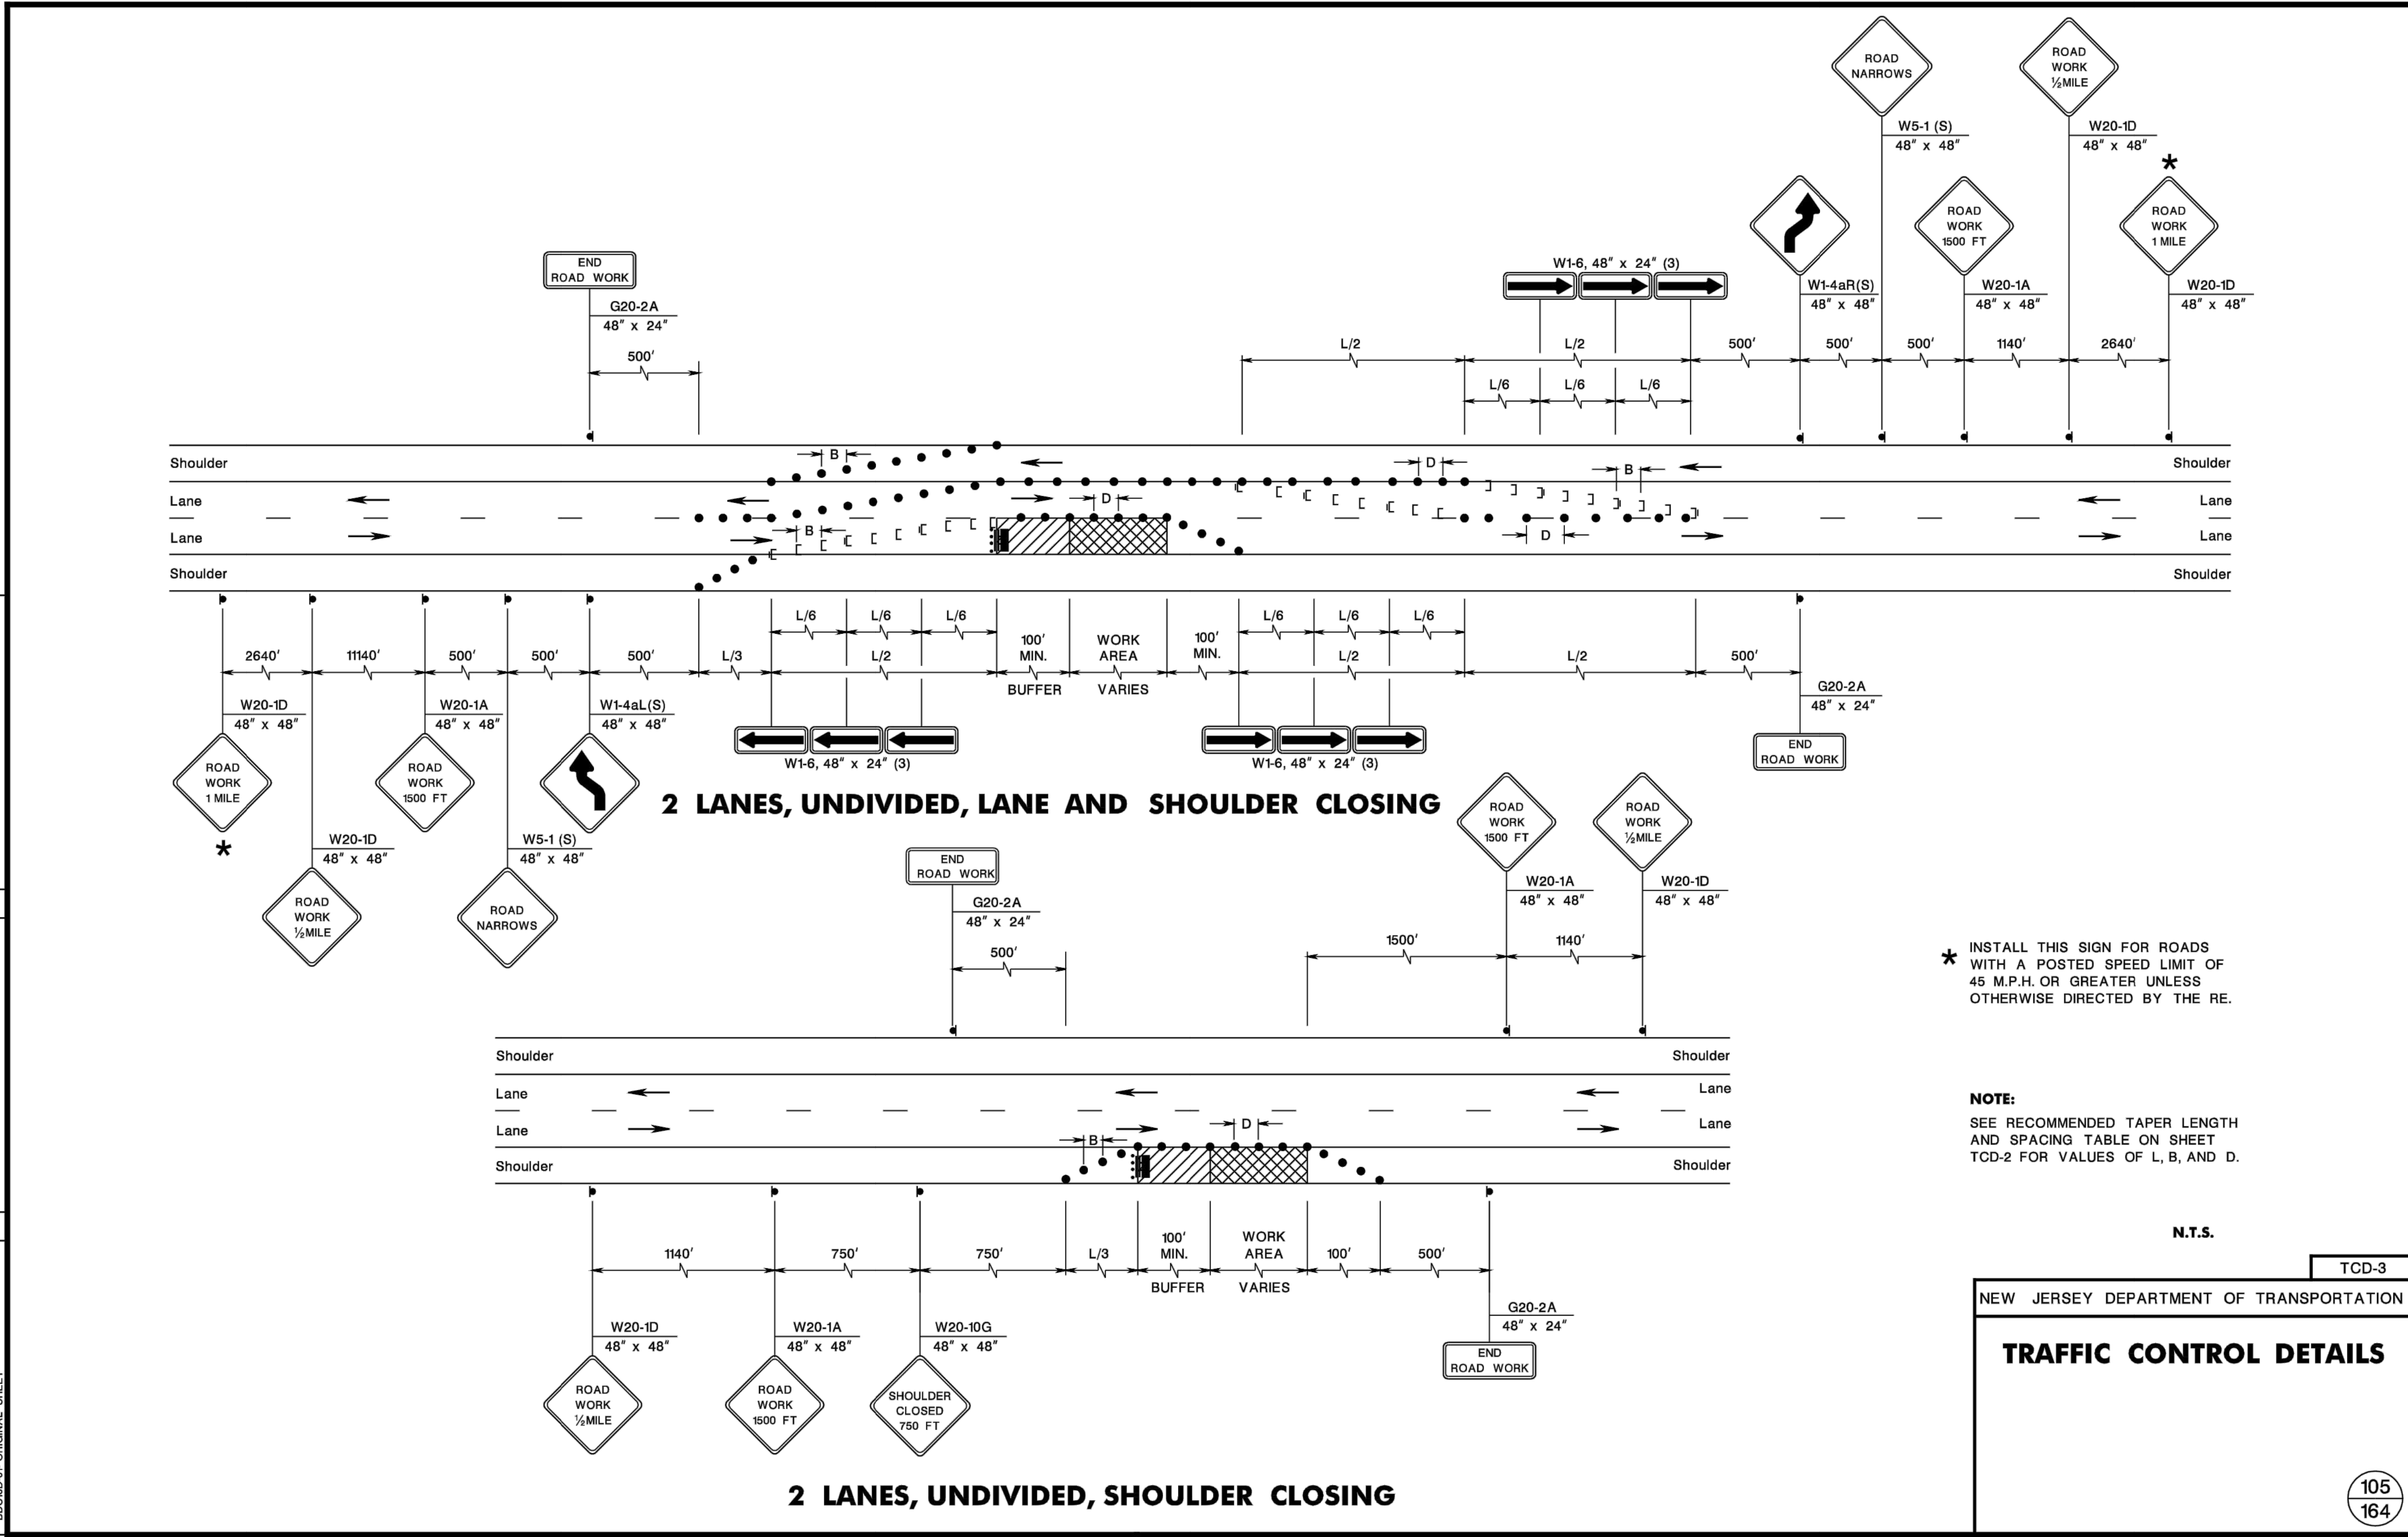 ROAD
NARROWS
W5-1 (S)
48" x 48"
ROAD
WORK
½MILE
W20-1D
48" x 48"
*
W1-4aR(S)
48" x 48"
ROAD
WORK
1500 FT
W20-1A
48" x 48"
ROAD
WORK
1 MILE
W20-1D
48" x 48"
END
ROAD WORK
G20-2A
48" x 24"
500'
W1-6, 48" x 24" (3)
L/2
L/2
500'
500'
500'
1140'
2640'
L/6
L/6
L/6
Shoulder
B
D
B
Shoulder
Lane
D
Lane
Lane
B
D
Lane
Shoulder
Shoulder
L/6
L/6
L/6
L/6
L/6
L/6
2640'
11140'
500'
500'
500'
L/3
L/2
100'
MIN.
BUFFER
WORK
AREA
VARIES
100'
MIN.
L/2
L/2
500'
W20-1D
48" x 48"
ROAD
WORK
1 MILE
*
W20-1D
48" x 48"
ROAD
WORK
½MILE
W20-1A
48" x 48"
ROAD
WORK
1500 FT
W5-1 (S)
48" x 48"
ROAD
NARROWS
W1-4aL(S)
48" x 48"
W1-6, 48" x 24" (3)
W1-6, 48" x 24" (3)
G20-2A
48" x 24"
END
ROAD WORK
2 LANES, UNDIVIDED, LANE AND SHOULDER CLOSING
END
ROAD WORK
G20-2A
48" x 24"
500'
ROAD
WORK
1500 FT
W20-1A
48" x 48"
ROAD
WORK
½MILE
W20-1D
48" x 48"
1500'
1140'
Shoulder
Shoulder
Lane
Lane
Lane
Lane
B
D
Shoulder
Shoulder
1140'
750'
750'
L/3
100'
MIN.
BUFFER
WORK
AREA
VARIES
100'
500'
W20-1D
48" x 48"
ROAD
WORK
½MILE
W20-1A
48" x 48"
ROAD
WORK
1500 FT
W20-10G
48" x 48"
SHOULDER
CLOSED
750 FT
G20-2A
48" x 24"
END
ROAD WORK
2 LANES, UNDIVIDED, SHOULDER CLOSING
* INSTALL THIS SIGN FOR ROADS
WITH A POSTED SPEED LIMIT OF
45 M.P.H. OR GREATER UNLESS
OTHERWISE DIRECTED BY THE RE.
NOTE:
SEE RECOMMENDED TAPER LENGTH
AND SPACING TABLE ON SHEET
TCD-2 FOR VALUES OF L, B, AND D.
N.T.S.
TCD-3
NEW JERSEY DEPARTMENT OF TRANSPORTATION
TRAFFIC CONTROL DETAILS
105
164